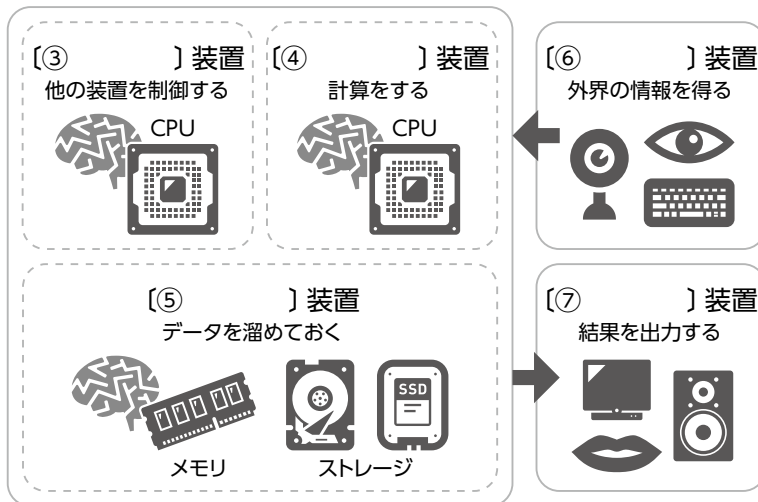 〔③　　　　〕装置
他の装置を制御する
CPU
〔④　　　　〕装置
計算をする
CPU
〔⑥　　　　〕装置
外界の情報を得る
〔⑤　　　　〕装置
データを溜めておく
SSD
メモリ
ストレージ
〔⑦　　　　〕装置
結果を出力する